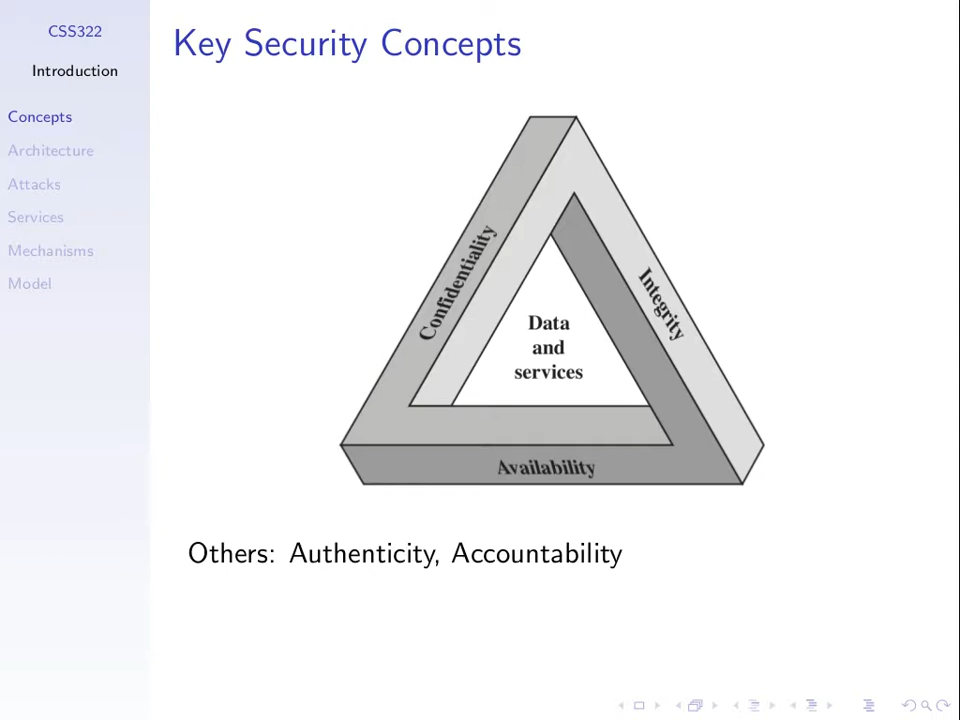 CSS322
Introduction
Concepts
Architecture
Attacks
Services
Mechanisms
Model
Key Security Concepts
Confidentiality
Integrity
Data
and
services
Availability
Others: Authenticity, Accountability